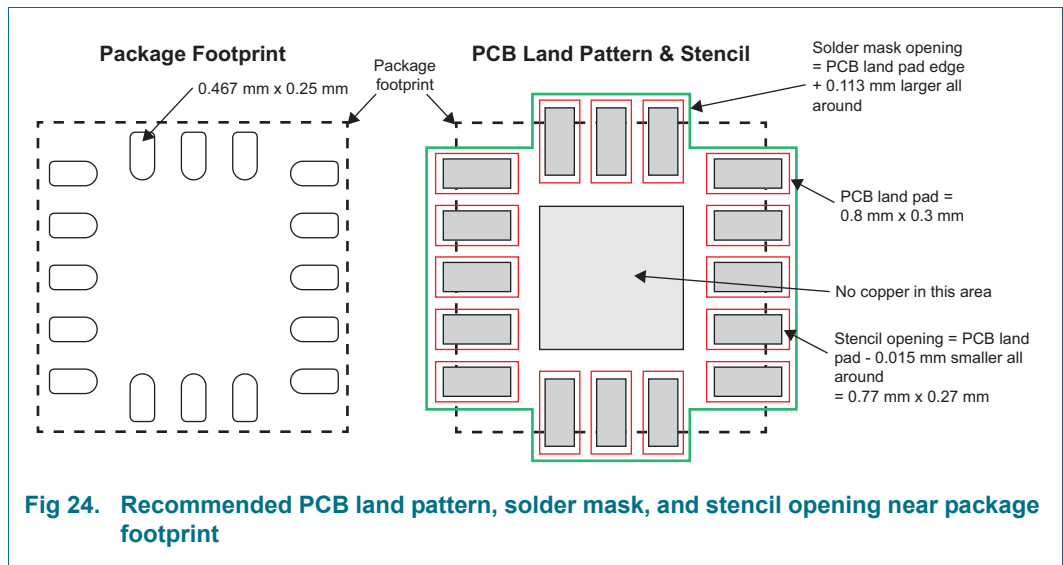 Package Footprint
0.467 mm x 0.25 mm
Package
footprint
PCB Land Pattern & Stencil
Solder mask opening
= PCB land pad edge
+ 0.113 mm larger all
around
PCB land pad =
0.8 mm x 0.3 mm
No copper in this area
Stencil opening = PCB land
pad - 0.015 mm smaller all
around
= 0.77 mm x 0.27 mm
Fig 24. Recommended PCB land pattern, solder mask, and stencil opening near package
footprint